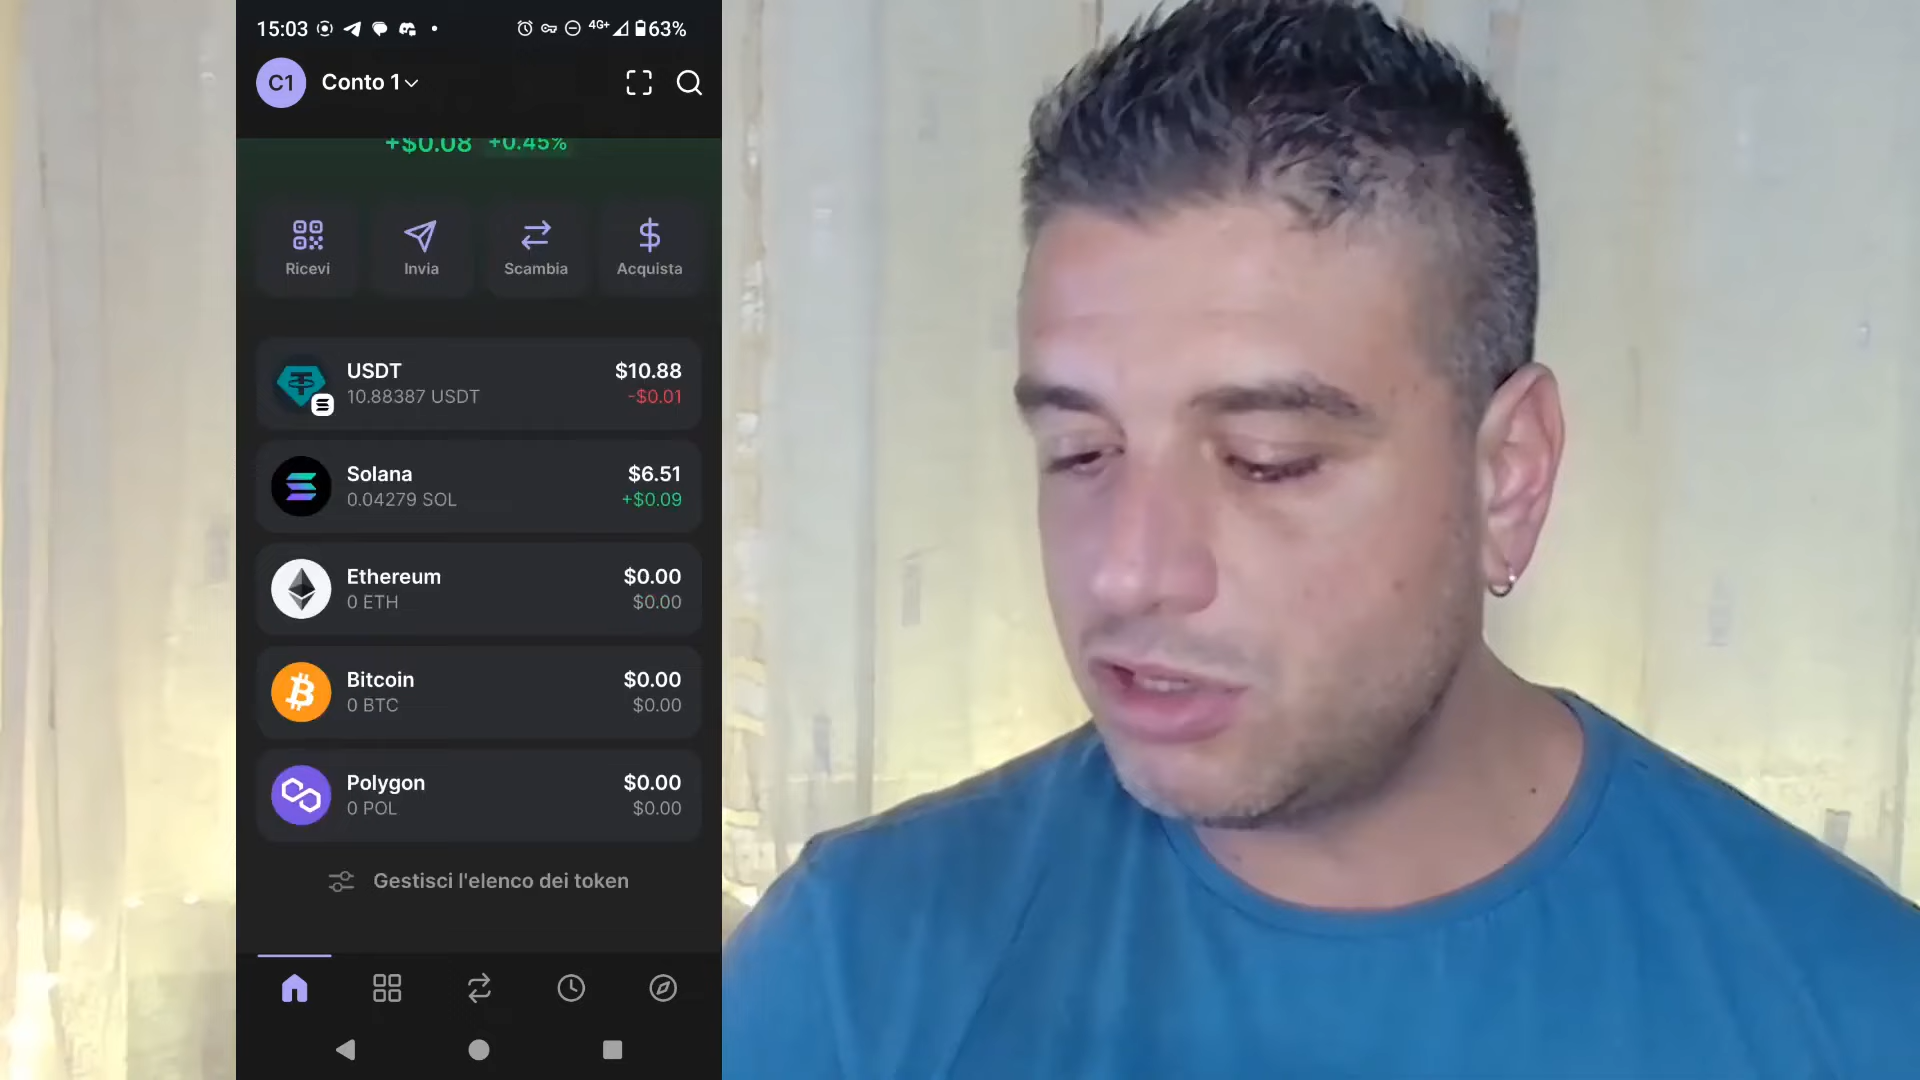 15:03 4G+ 63%
C1 Conto 1
+$0.08 +0.45%
Ricevi Invia Scambia Acquista
USDT $10.88
10.88387 USDT -$0.01
Solana $6.51
0.04279 SOL +$0.09
Ethereum $0.00
0 ETH $0.00
Bitcoin $0.00
0 BTC $0.00
Polygon $0.00
0 POL $0.00
Gestisci l'elenco dei token